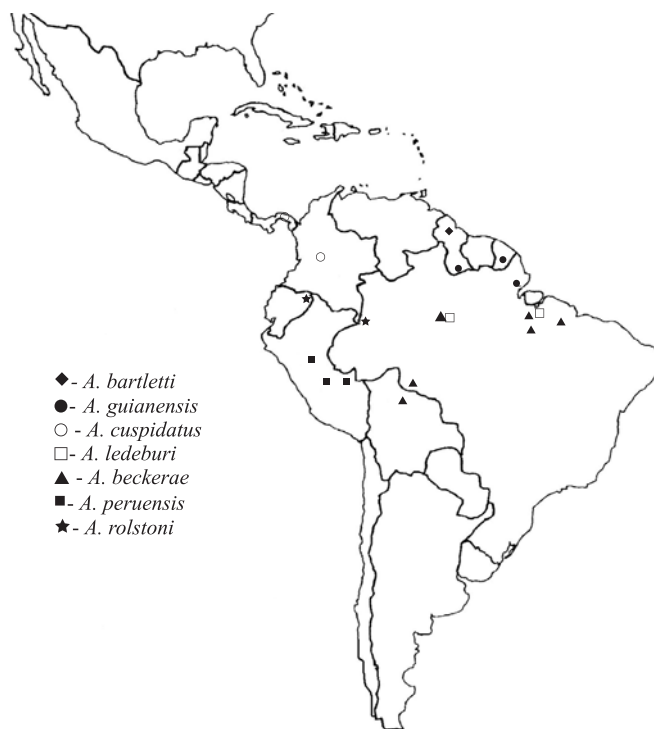 ◆- A. bartletti
●- A. guianensis
○- A. cuspidatus
□- A. ledeburi
▲- A. beckerae
■- A. peruensis
★- A. rolstoni